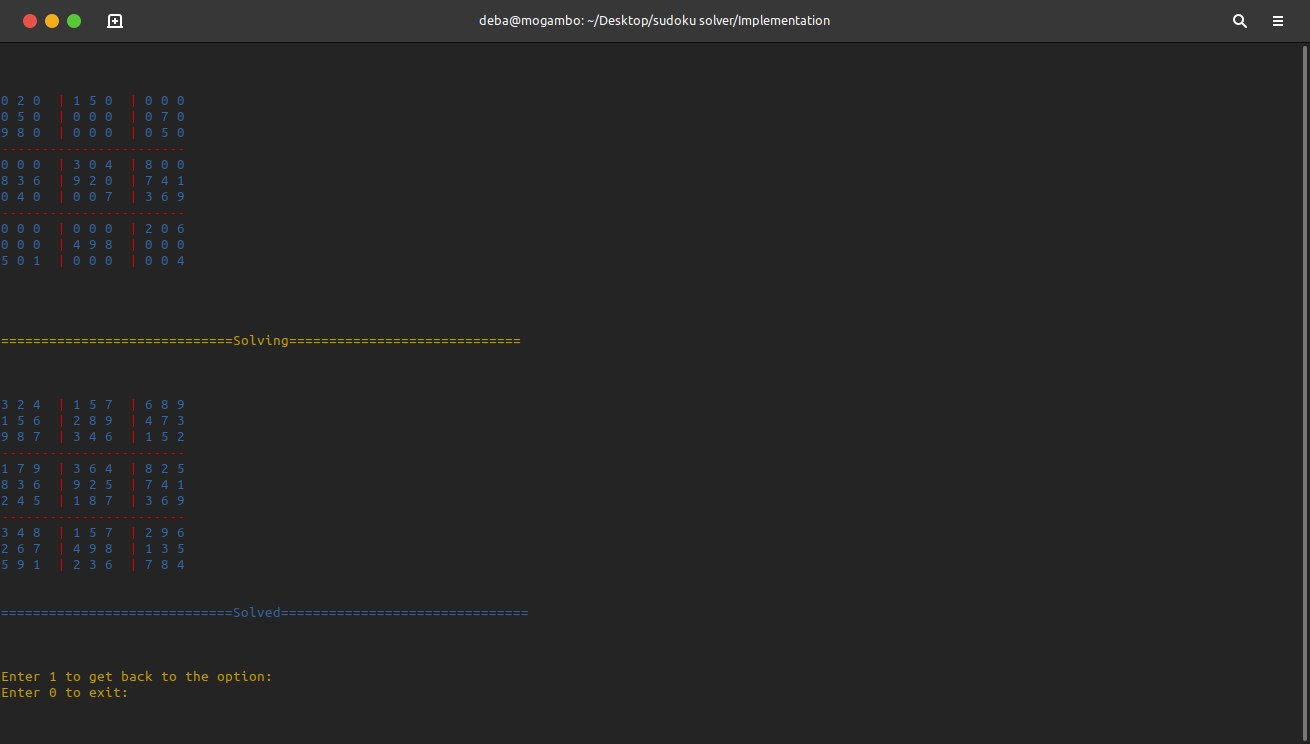 deba@mogambo: ~/Desktop/sudoku solver/Implementation
0 2 0  | 1 5 0  | 0 0 0
0 5 0  | 0 0 0  | 0 7 0
9 8 0  | 0 0 0  | 0 5 0
-----------------------
0 0 0  | 3 0 4  | 8 0 0
8 3 6  | 9 2 0  | 7 4 1
0 4 0  | 0 0 7  | 3 6 9
-----------------------
0 0 0  | 0 0 0  | 2 0 6
0 0 0  | 4 9 8  | 0 0 0
5 0 1  | 0 0 0  | 0 0 4
=============================Solving=============================
3 2 4  | 1 5 7  | 6 8 9
1 5 6  | 2 8 9  | 4 7 3
9 8 7  | 3 4 6  | 1 5 2
-----------------------
1 7 9  | 3 6 4  | 8 2 5
8 3 6  | 9 2 5  | 7 4 1
2 4 5  | 1 8 7  | 3 6 9
-----------------------
3 4 8  | 1 5 7  | 2 9 6
2 6 7  | 4 9 8  | 1 3 5
5 9 1  | 2 3 6  | 7 8 4
=============================Solved===============================
Enter 1 to get back to the option:
Enter 0 to exit: